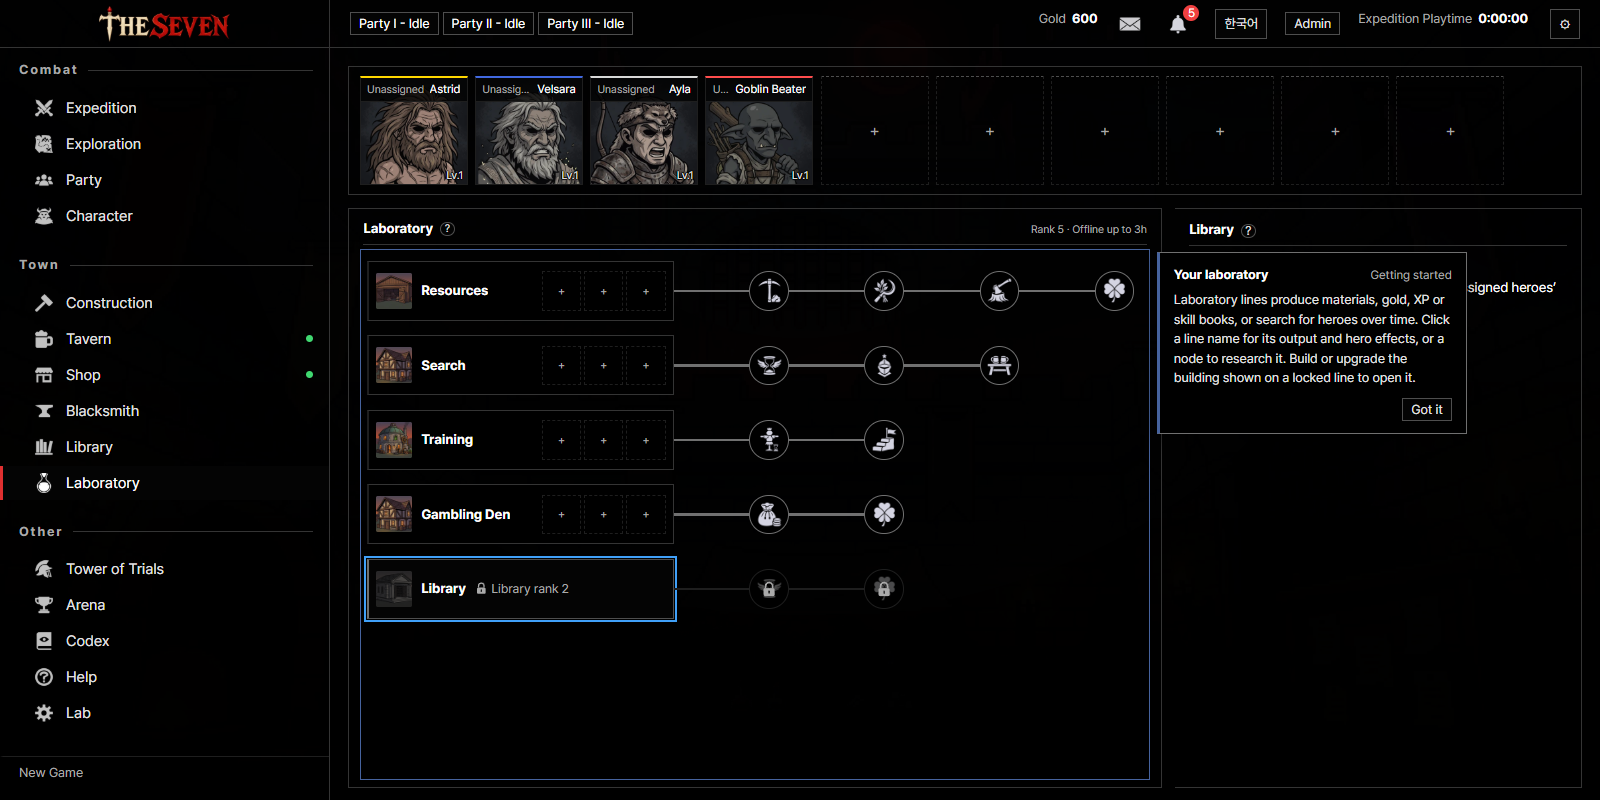 THE SEVEN
Party I - Idle
Party II - Idle
Party III - Idle
Gold 600
5
한국어
Admin
Expedition Playtime 0:00:00
Combat
Expedition
Exploration
Party
Character
Town
Construction
Tavern
Shop
Blacksmith
Library
Laboratory
Other
Tower of Trials
Arena
Codex
Help
Lab
New Game
Unassigned Astrid
Lv.1
Unassig... Velsara
Lv.1
Unassigned Ayla
Lv.1
U... Goblin Beater
Lv.1
+ + + + + +
Laboratory ?
Rank 5 · Offline up to 3h
Resources + + +
Search + + +
Training + + +
Gambling Den + + +
Library Library rank 2
Library ?
signed heroes’
Your laboratory Getting started
Laboratory lines produce materials, gold, XP or
skill books, or search for heroes over time. Click
a line name for its output and hero effects, or a
node to research it. Build or upgrade the
building shown on a locked line to open it.
Got it